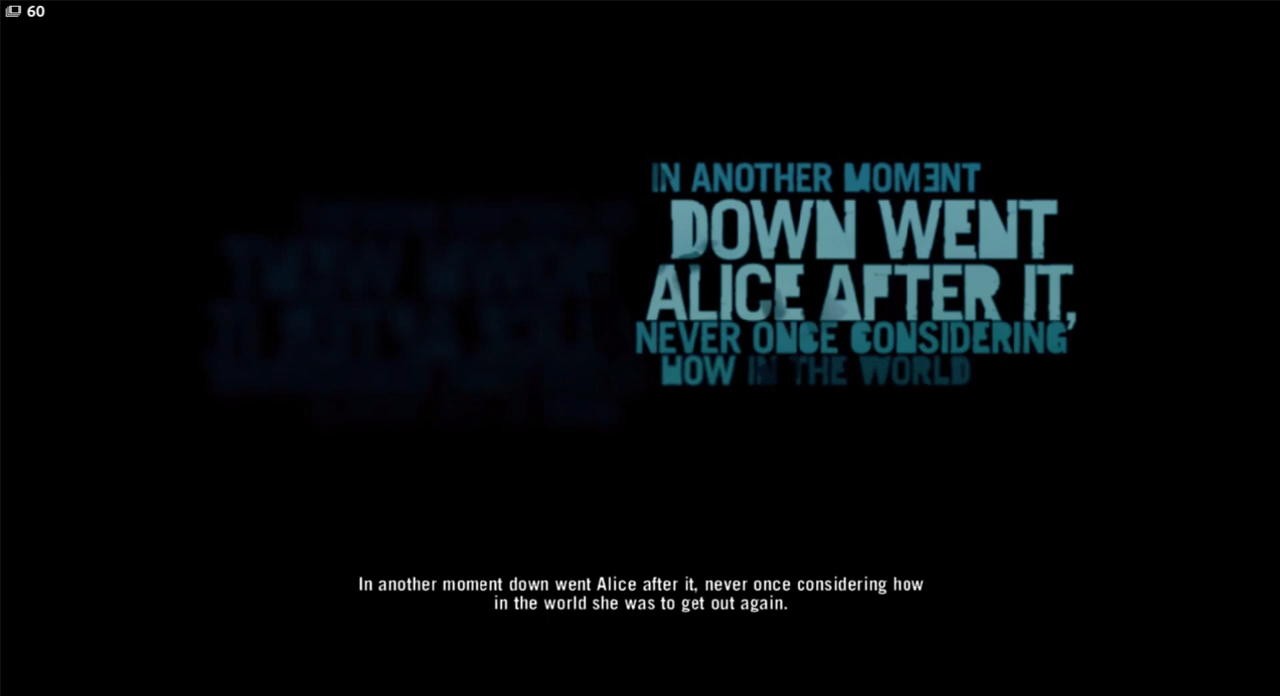 60
IN ANOTHER MOMENT
DOWN WENT
ALICE AFTER IT,
NEVER ONCE CONSIDERING
HOW IN THE WORLD
In another moment down went Alice after it, never once considering how
in the world she was to get out again.